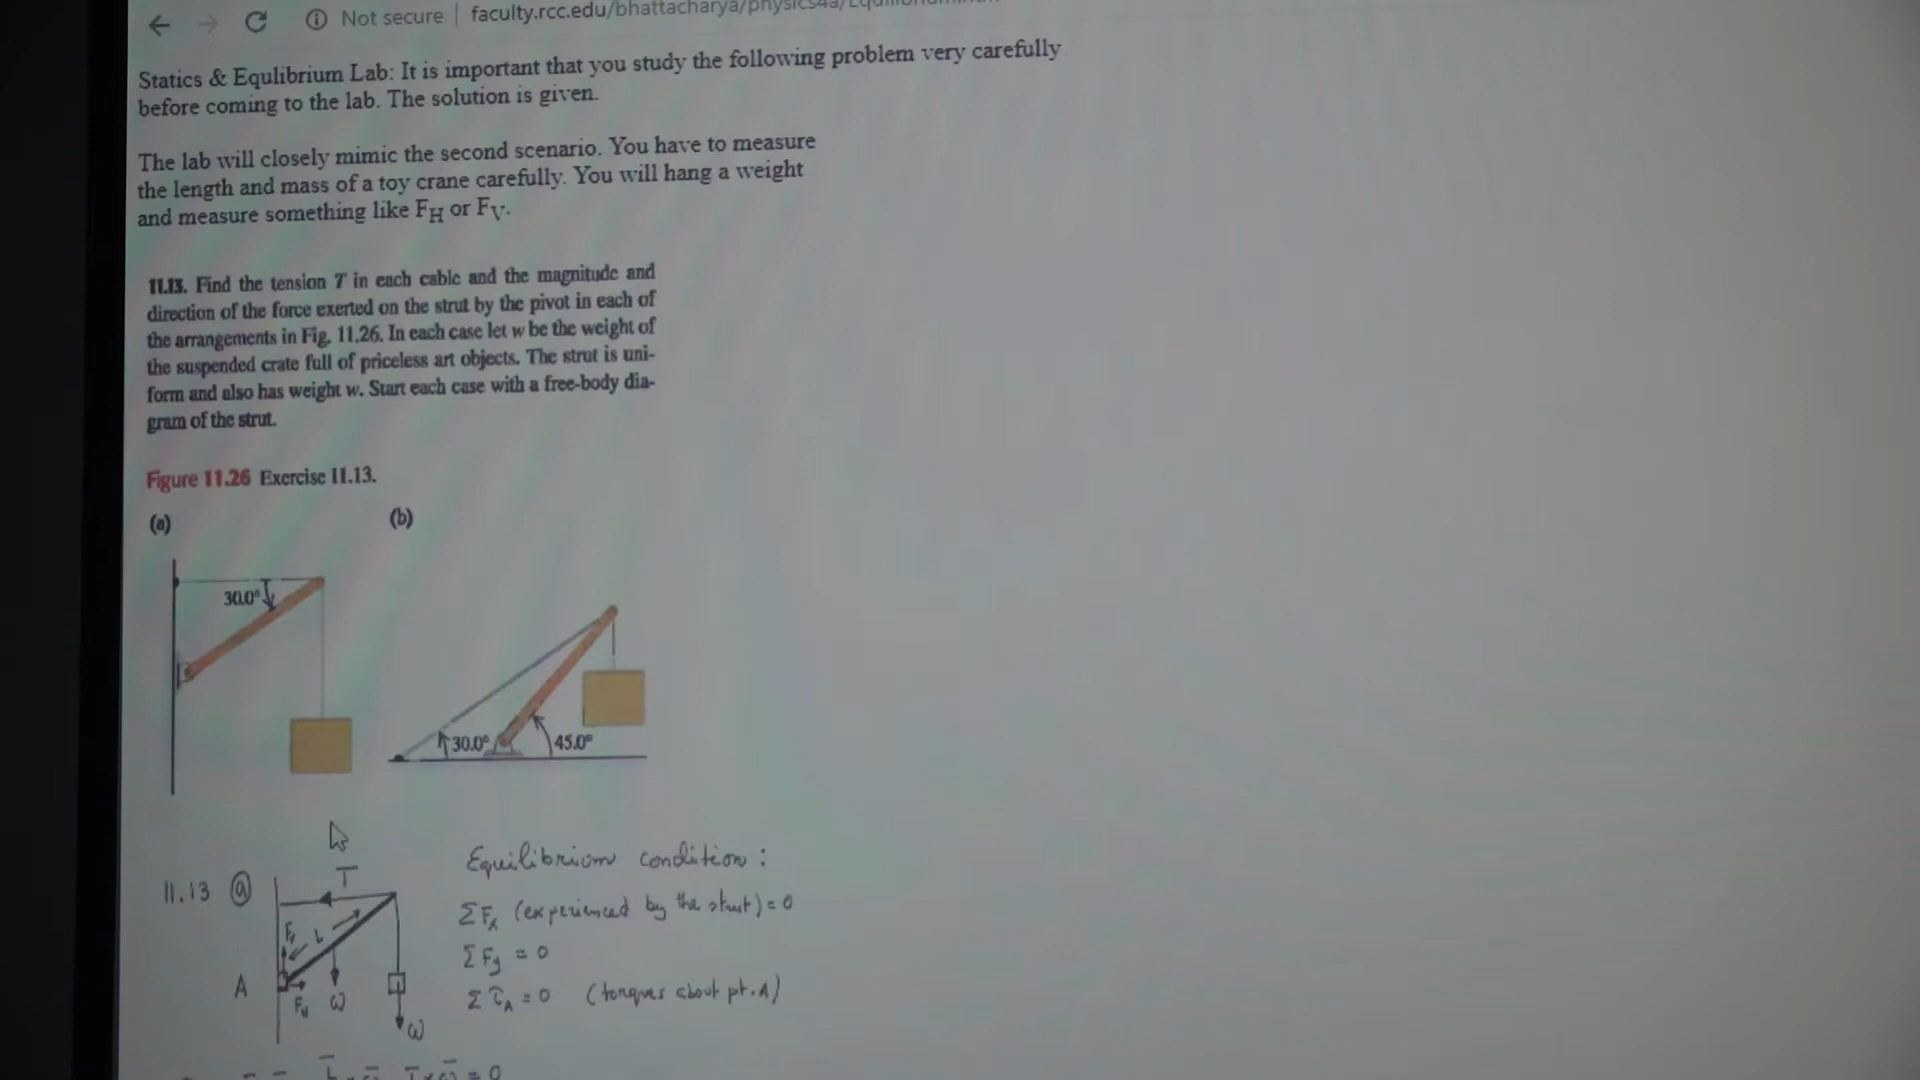 Not secure | faculty.rcc.edu/bhattacharya/physics4a/
Statics & Equlibrium Lab: It is important that you study the following problem very carefully
before coming to the lab. The solution is given.
The lab will closely mimic the second scenario. You have to measure
the length and mass of a toy crane carefully. You will hang a weight
and measure something like FH or FV.
11.13. Find the tension T in each cable and the magnitude and
direction of the force exerted on the strut by the pivot in each of
the arrangements in Fig. 11.26. In each case let w be the weight of
the suspended crate full of priceless art objects. The strut is uni-
form and also has weight w. Start each case with a free-body dia-
gram of the strut.
Figure 11.26 Exercise 11.13.
(a) (b)
30.0°
30.0° 45.0°
11.13 (a)
T
Fv
L
A
FH
ω
ω
Equilibrium condition:
ΣFx (experienced by the strut) = 0
ΣFy = 0
ΣτA = 0 (torques about pt. A)